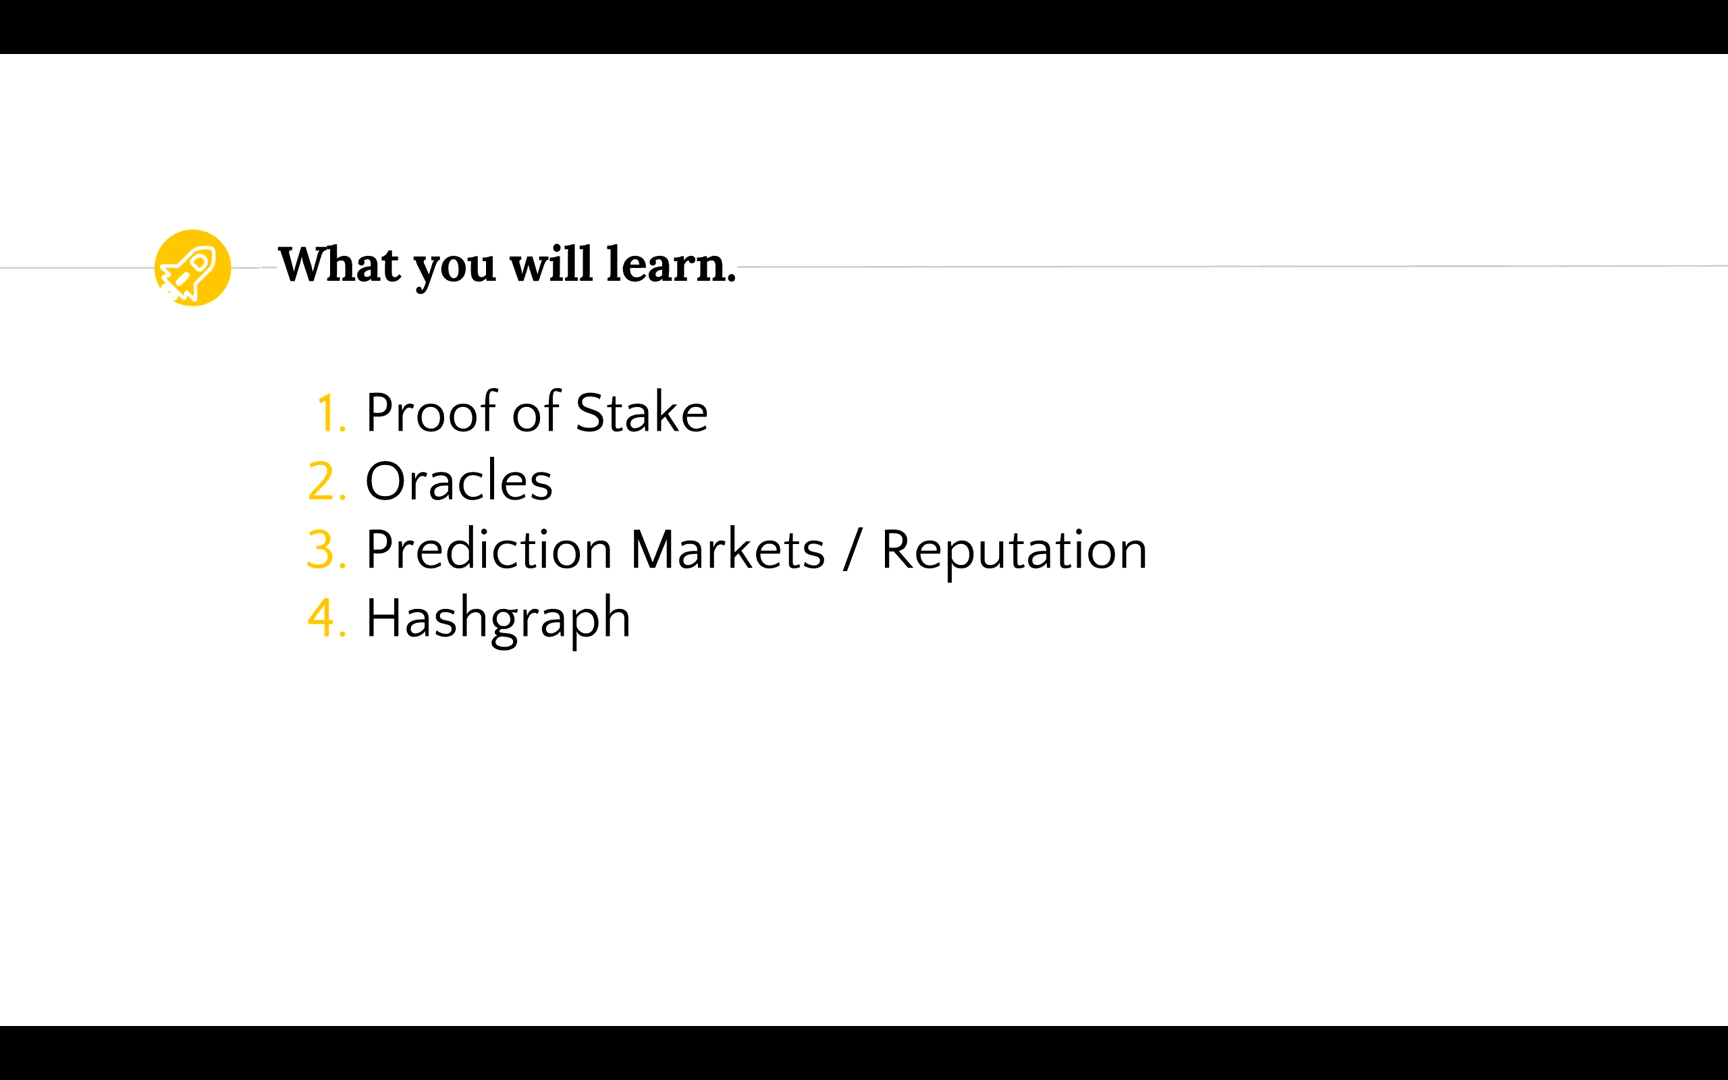 What you will learn.
1. Proof of Stake
2. Oracles
3. Prediction Markets / Reputation
4. Hashgraph